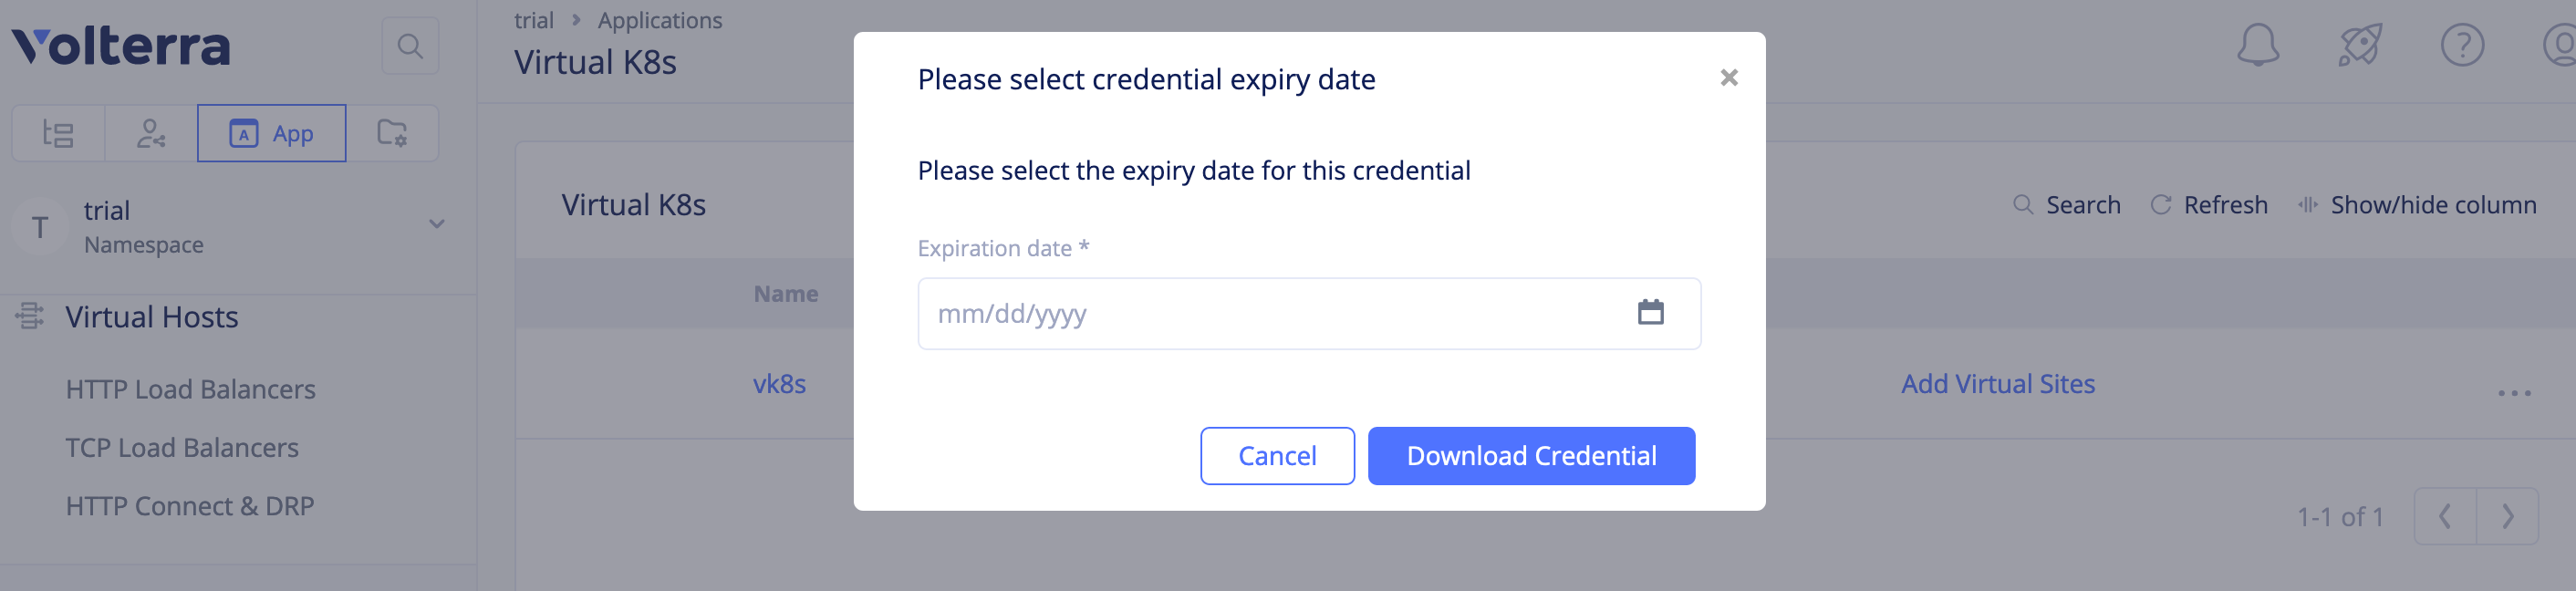 Volterra
App
T
trial
Namespace
Virtual Hosts
HTTP Load Balancers
TCP Load Balancers
HTTP Connect & DRP
trial > Applications
Virtual K8s
Virtual K8s
Search
Refresh
Show/hide column
Name
vk8s
Add Virtual Sites
1-1 of 1
Please select credential expiry date
Please select the expiry date for this credential
Expiration date *
mm/dd/yyyy
Cancel
Download Credential